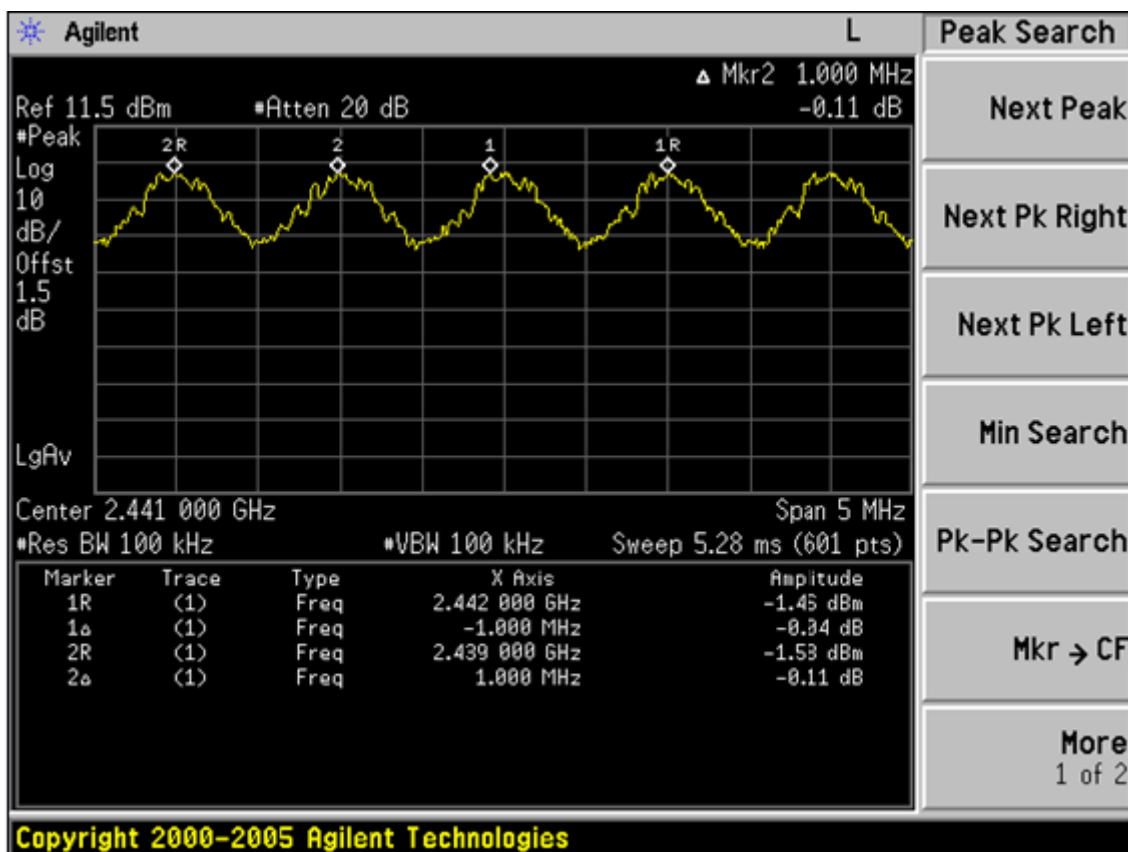 Agilent L Peak Search
Δ Mkr2 1.000 MHz
Ref 11.5 dBm #Atten 20 dB -0.11 dB
Next Peak
#Peak
Log
10
dB/
Offst
1.5
dB
2R 2 1 1R
Next Pk Right
Next Pk Left
Min Search
LgAv
Center 2.441 000 GHz Span 5 MHz
#Res BW 100 kHz #VBW 100 kHz Sweep 5.28 ms (601 pts)
Pk-Pk Search
Marker Trace Type X Axis Amplitude
1R (1) Freq 2.442 000 GHz -1.46 dBm
1Δ (1) Freq -1.000 MHz -0.04 dB
2R (1) Freq 2.439 000 GHz -1.53 dBm
2Δ (1) Freq 1.000 MHz -0.11 dB
Mkr → CF
More
1 of 2
Copyright 2000-2005 Agilent Technologies